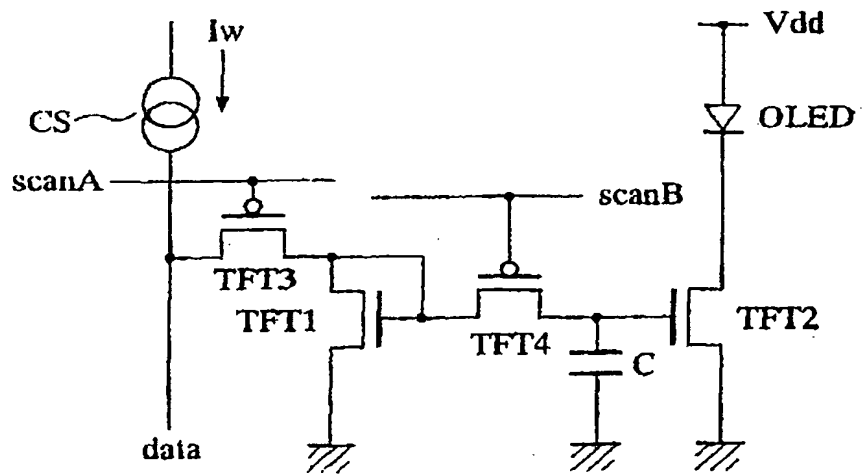 Iw
Vdd
CS
OLED
scanA
scanB
TFT3
TFT1
TFT4
C
TFT2
data